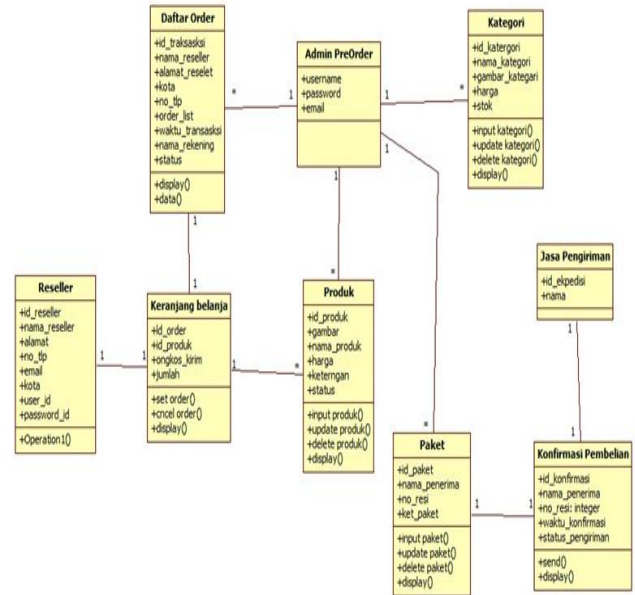 Daftar Order
+id_traksasksi
+nama_reseller
+alamat_reselet
+kota
+no_tlp
+order_list
+waktu_transasksi
+nama_rekening
+status
+display()
+data()
Admin PreOrder
+username
+password
+email
Kategori
+id_katergori
+nama_kategori
+gambar_kategari
+harga
+stok
+input kategori()
+update kategori()
+delete kategori()
+display()
*
1
1
*
1
1
1
1
*
*
1
1
Reseller
+id_reseller
+nama_reseller
+alamat
+no_tlp
+email
+kota
+user_id
+password_id
+Operation1()
1
1
Keranjang belanja
+Id_order
+id_produk
+ongkos_kirim
+jumlah
+set order()
+cncel order()
+display()
1
*
Produk
+id_produk
+gambar
+nama_produk
+harga
+keterngan
+status
+input produk()
+update produk()
+delete produk()
+display()
Jasa Pengiriman
+id_ekpedisi
+nama
Paket
+id_paket
+nama_penerima
+no_resi
+ket_paket
+input paket()
+update paket()
+delete paket()
+display()
1
1
Konfirmasi Pembelian
+id_konfirmasi
+nama_penerima
+no_resi: integer
+waktu_konfirmasi
+status_pengiriman
+send()
+display()